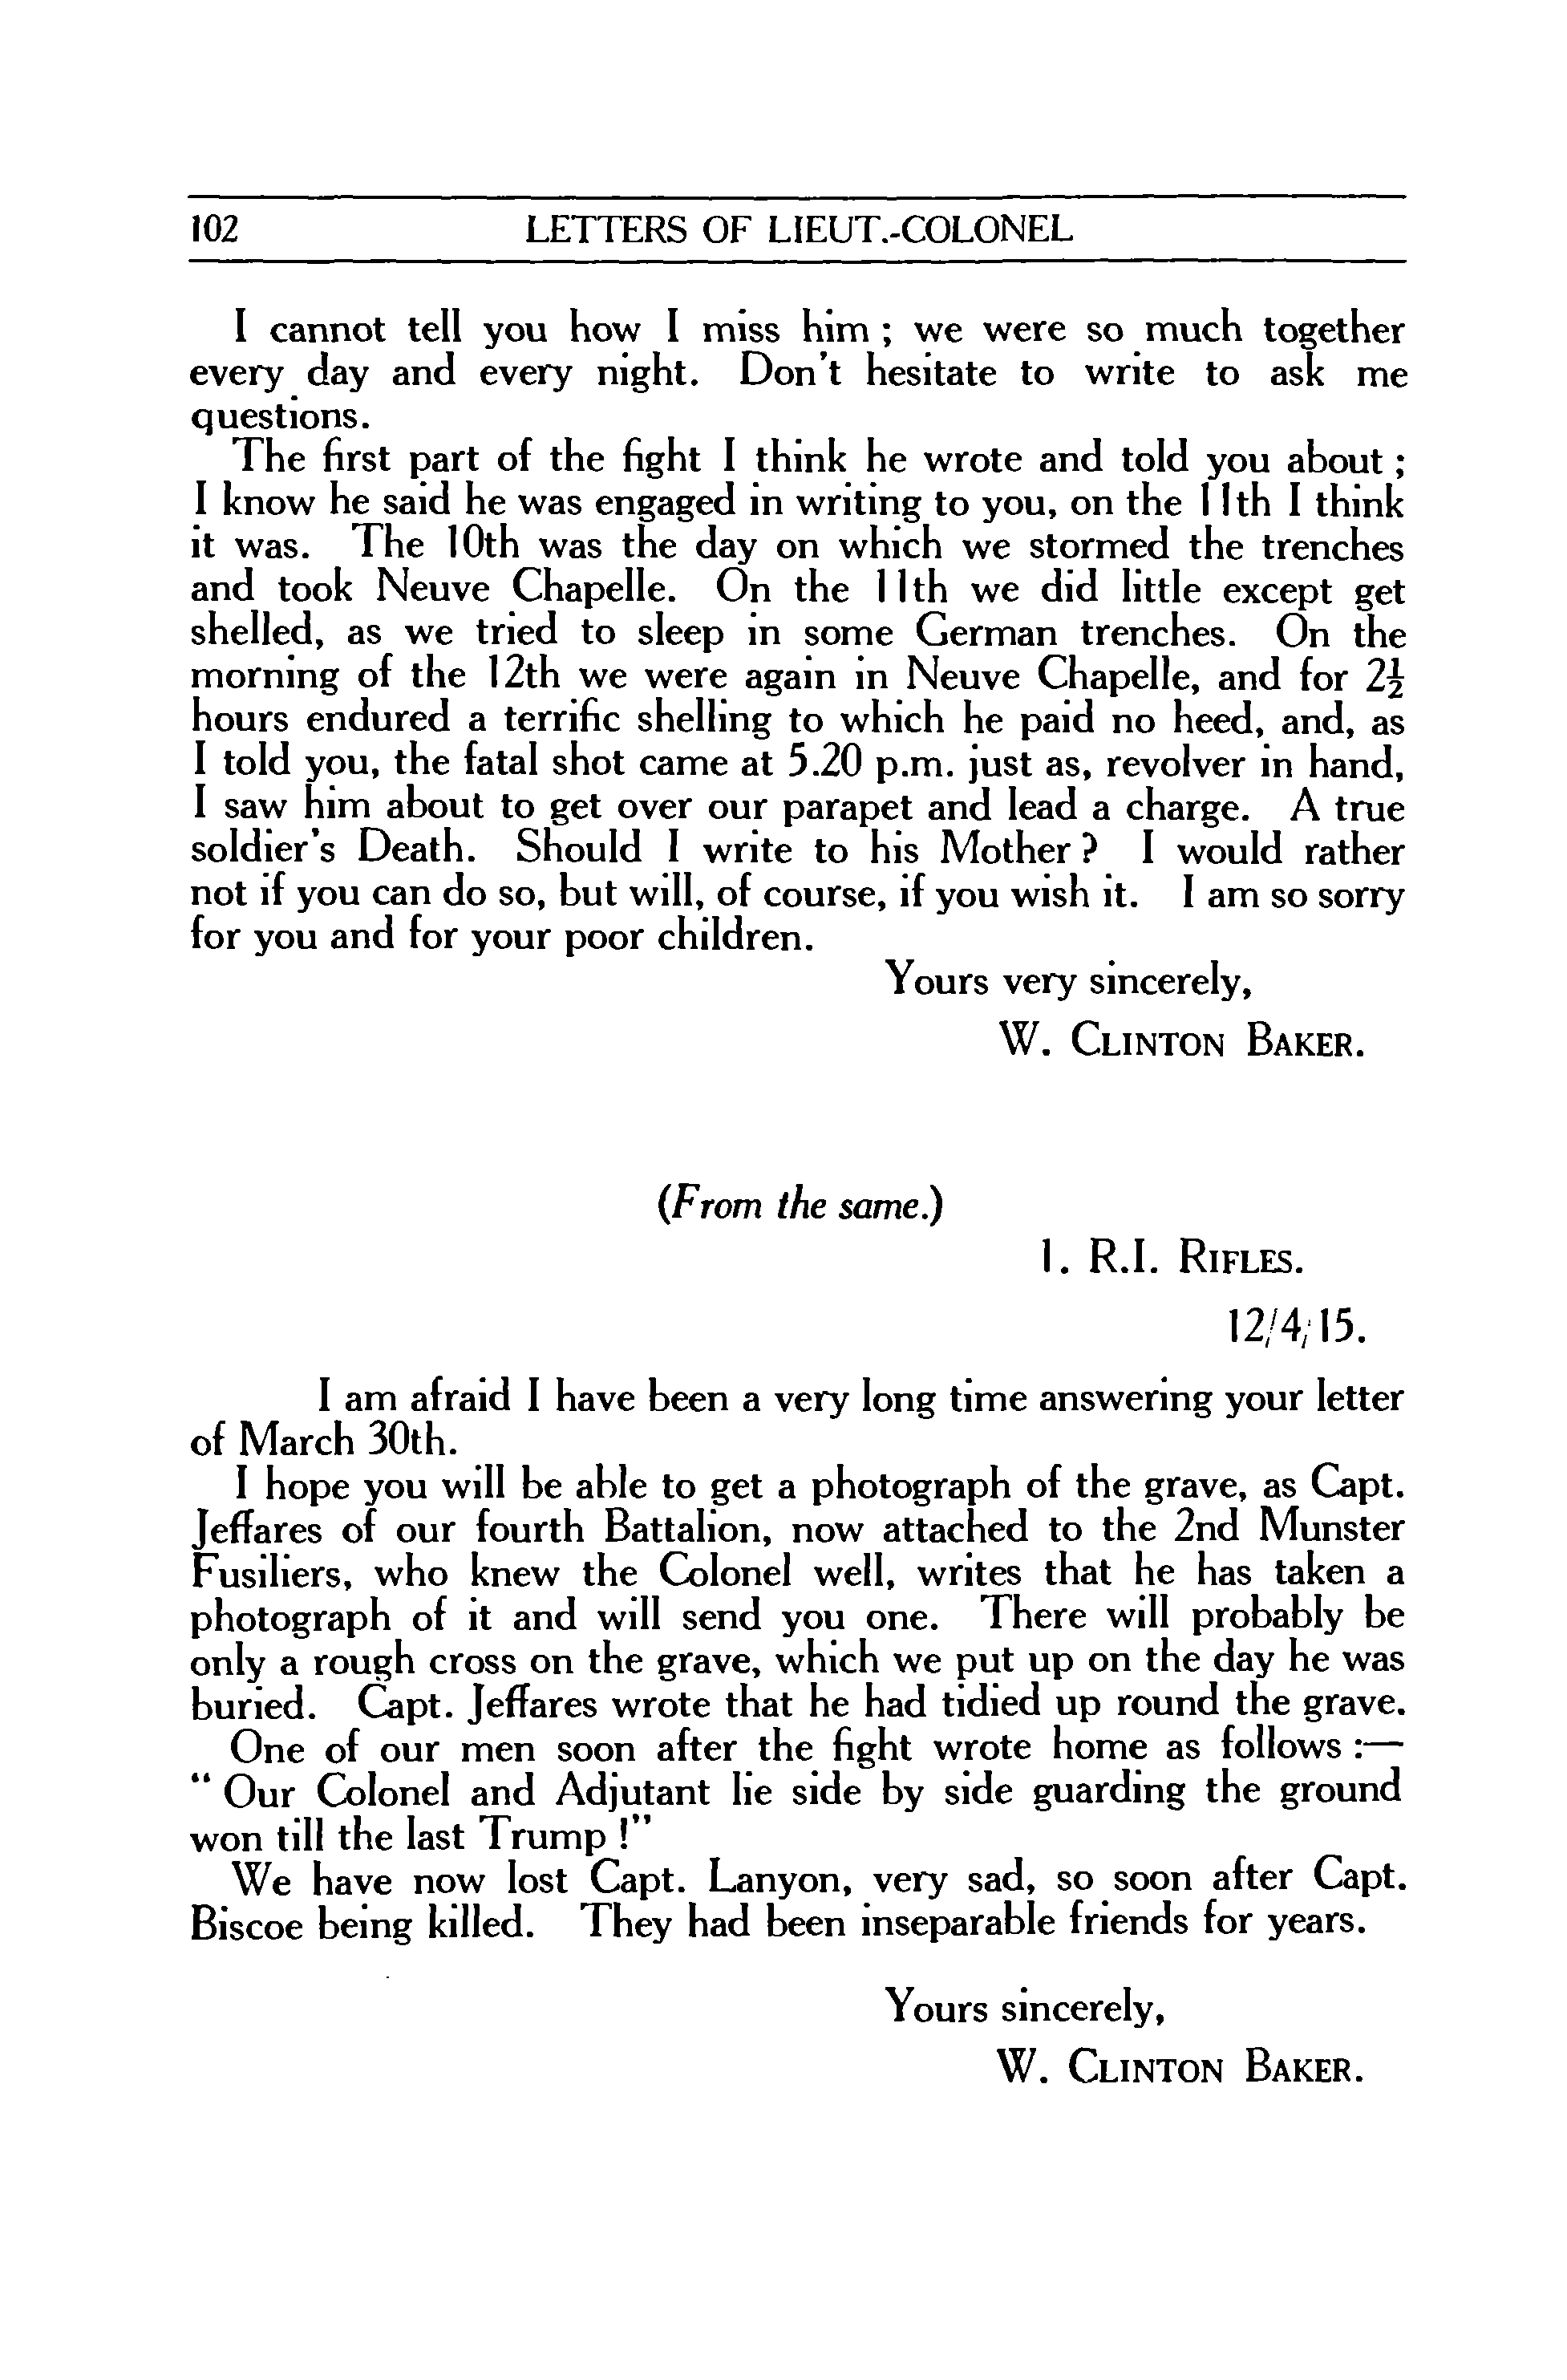 102 LETTERS OF LIEUT.-COLONEL
I cannot tell you how I miss him ; we were so much together
every day and every night. Don't hesitate to write to ask me
questions.
The first part of the fight I think he wrote and told you about ;
I know he said he was engaged in writing to you, on the 11th I think
it was. The 10th was the day on which we stormed the trenches
and took Neuve Chapelle. On the 11th we did little except get
shelled, as we tried to sleep in some German trenches. On the
morning of the 12th we were again in Neuve Chapelle, and for 2½
hours endured a terrific shelling to which he paid no heed, and, as
I told you, the fatal shot came at 5.20 p.m. just as, revolver in hand,
I saw him about to get over our parapet and lead a charge. A true
soldier's Death. Should I write to his Mother ? I would rather
not if you can do so, but will, of course, if you wish it. I am so sorry
for you and for your poor children.
Yours very sincerely,
W. CLINTON BAKER.
(From the same.)
1. R.I. RIFLES.
12/4/15.
I am afraid I have been a very long time answering your letter
of March 30th.
I hope you will be able to get a photograph of the grave, as Capt.
Jeffares of our fourth Battalion, now attached to the 2nd Munster
Fusiliers, who knew the Colonel well, writes that he has taken a
photograph of it and will send you one. There will probably be
only a rough cross on the grave, which we put up on the day he was
buried. Capt. Jeffares wrote that he had tidied up round the grave.
One of our men soon after the fight wrote home as follows :—
" Our Colonel and Adjutant lie side by side guarding the ground
won till the last Trump !"
We have now lost Capt. Lanyon, very sad, so soon after Capt.
Biscoe being killed. They had been inseparable friends for years.
Yours sincerely,
W. CLINTON BAKER.